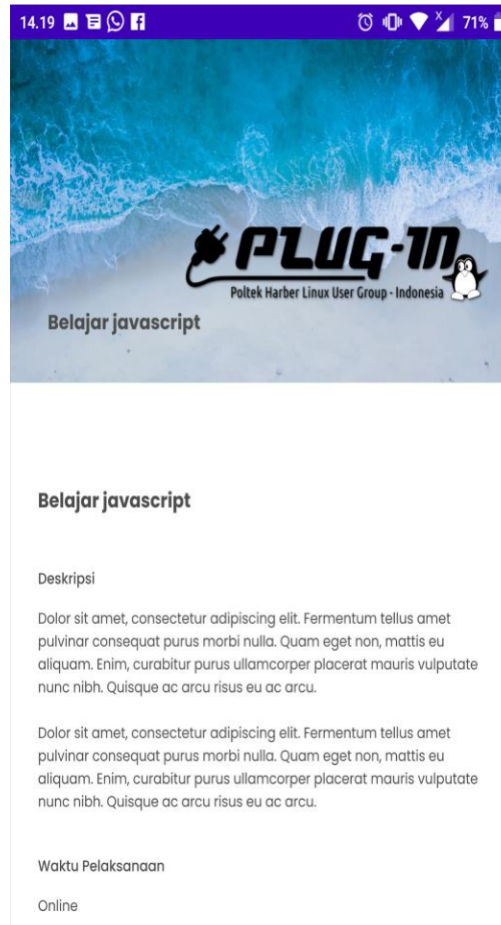 14.19 X 71%
PLUG-IN
Poltek Harber Linux User Group - Indonesia
Belajar javascript
Belajar javascript
Deskripsi
Dolor sit amet, consectetur adipiscing elit. Fermentum tellus amet
pulvinar consequat purus morbi nulla. Quam eget non, mattis eu
aliquam. Enim, curabitur purus ullamcorper placerat mauris vulputate
nunc nibh. Quisque ac arcu risus eu ac arcu.
Dolor sit amet, consectetur adipiscing elit. Fermentum tellus amet
pulvinar consequat purus morbi nulla. Quam eget non, mattis eu
aliquam. Enim, curabitur purus ullamcorper placerat mauris vulputate
nunc nibh. Quisque ac arcu risus eu ac arcu.
Waktu Pelaksanaan
Online